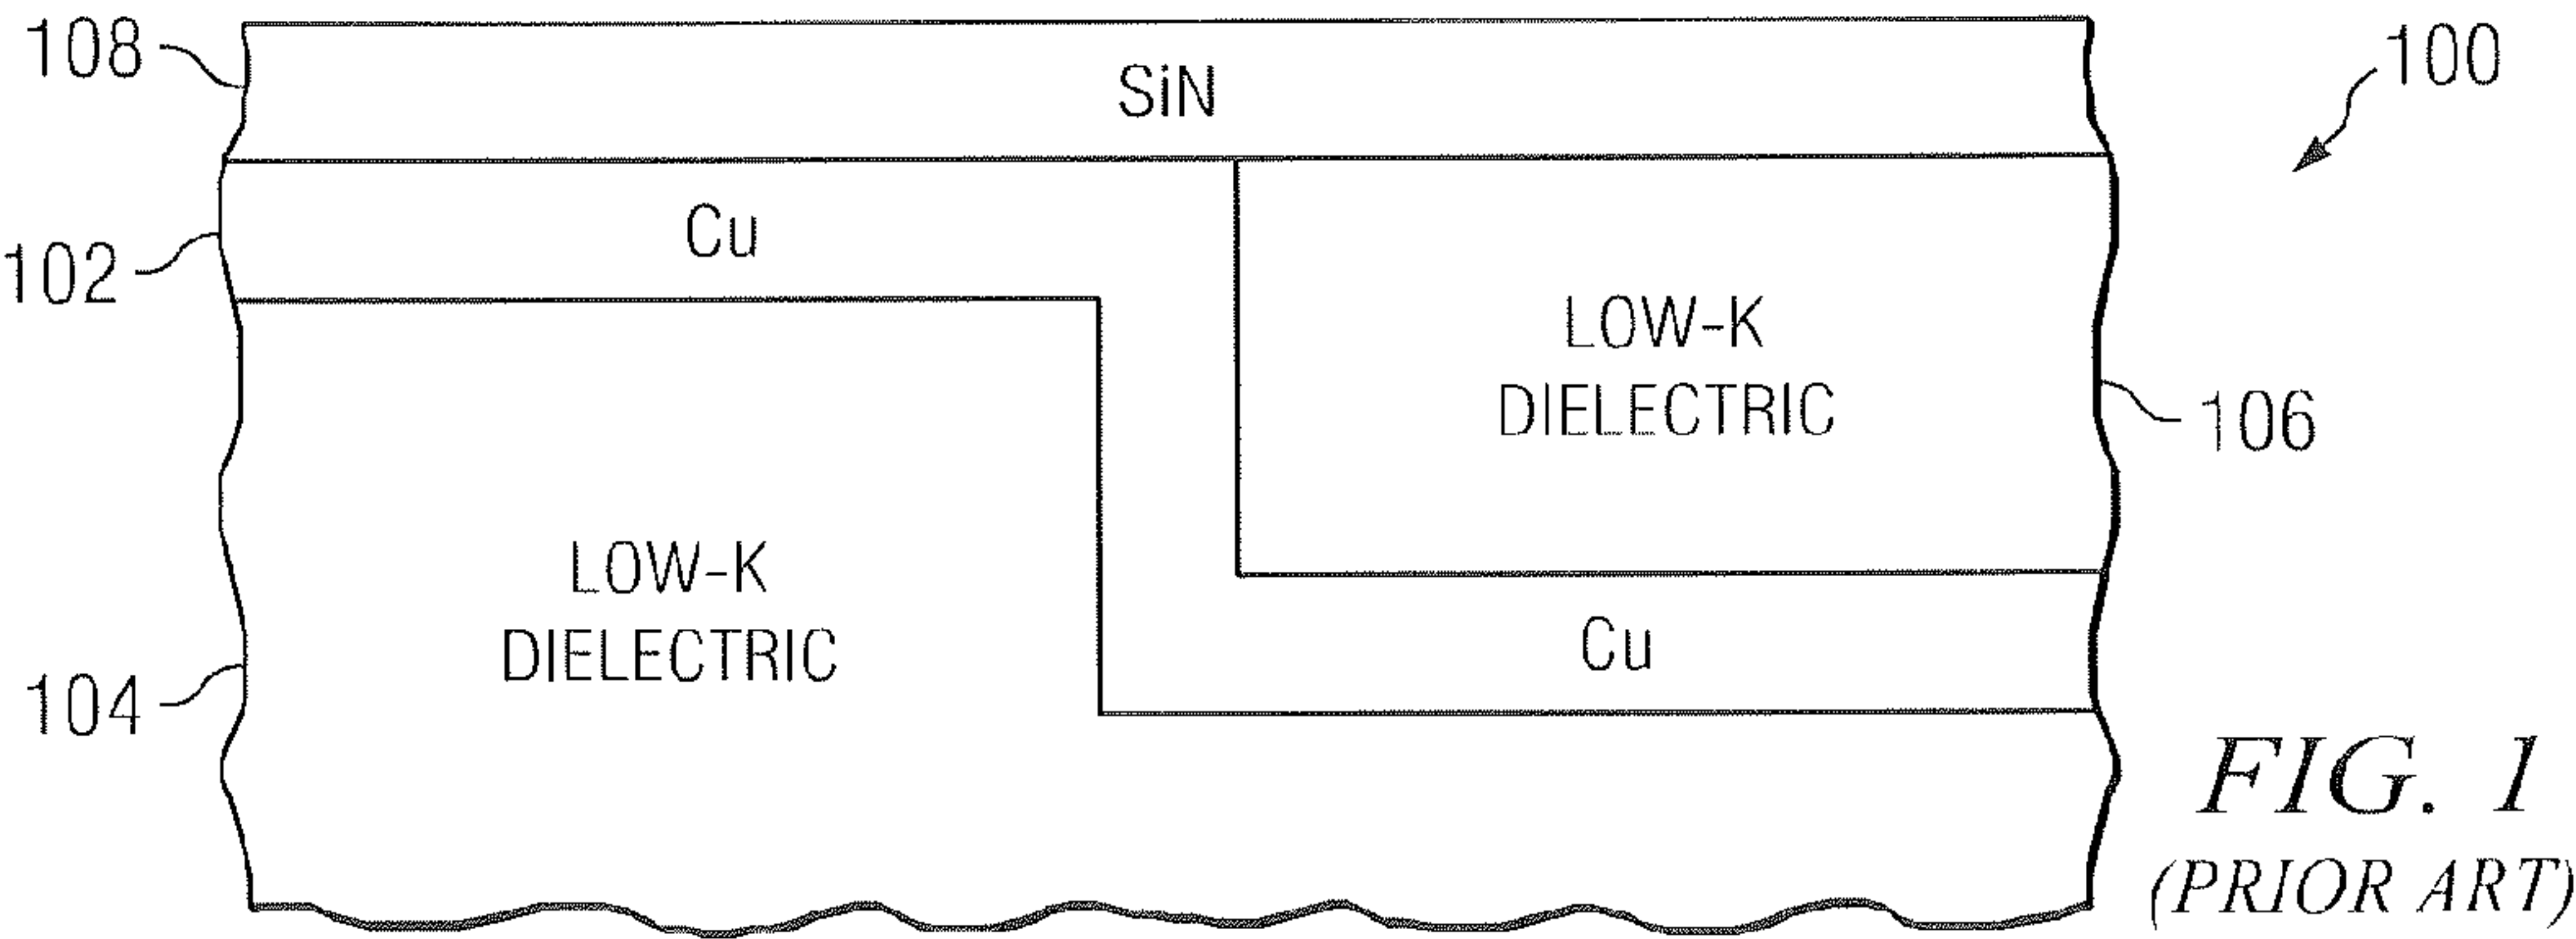 108
SiN
100
Cu
102
LOW-K
DIELECTRIC
106
LOW-K
DIELECTRIC
Cu
104
FIG. 1
(PRIOR ART)